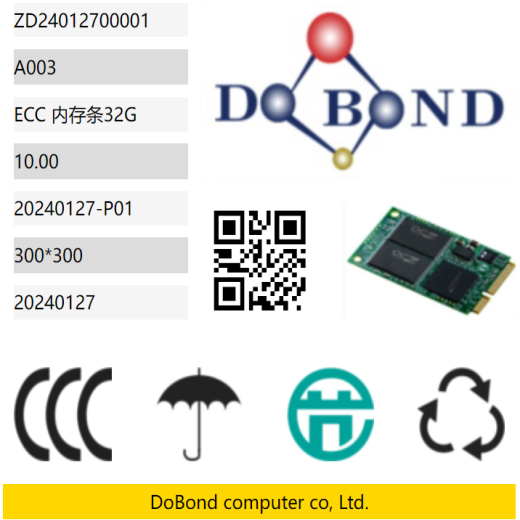 ZD24012700001
A003
ECC 内存条32G
10.00
20240127-P01
300*300
20240127
DOBOND
DoBond computer co, Ltd.